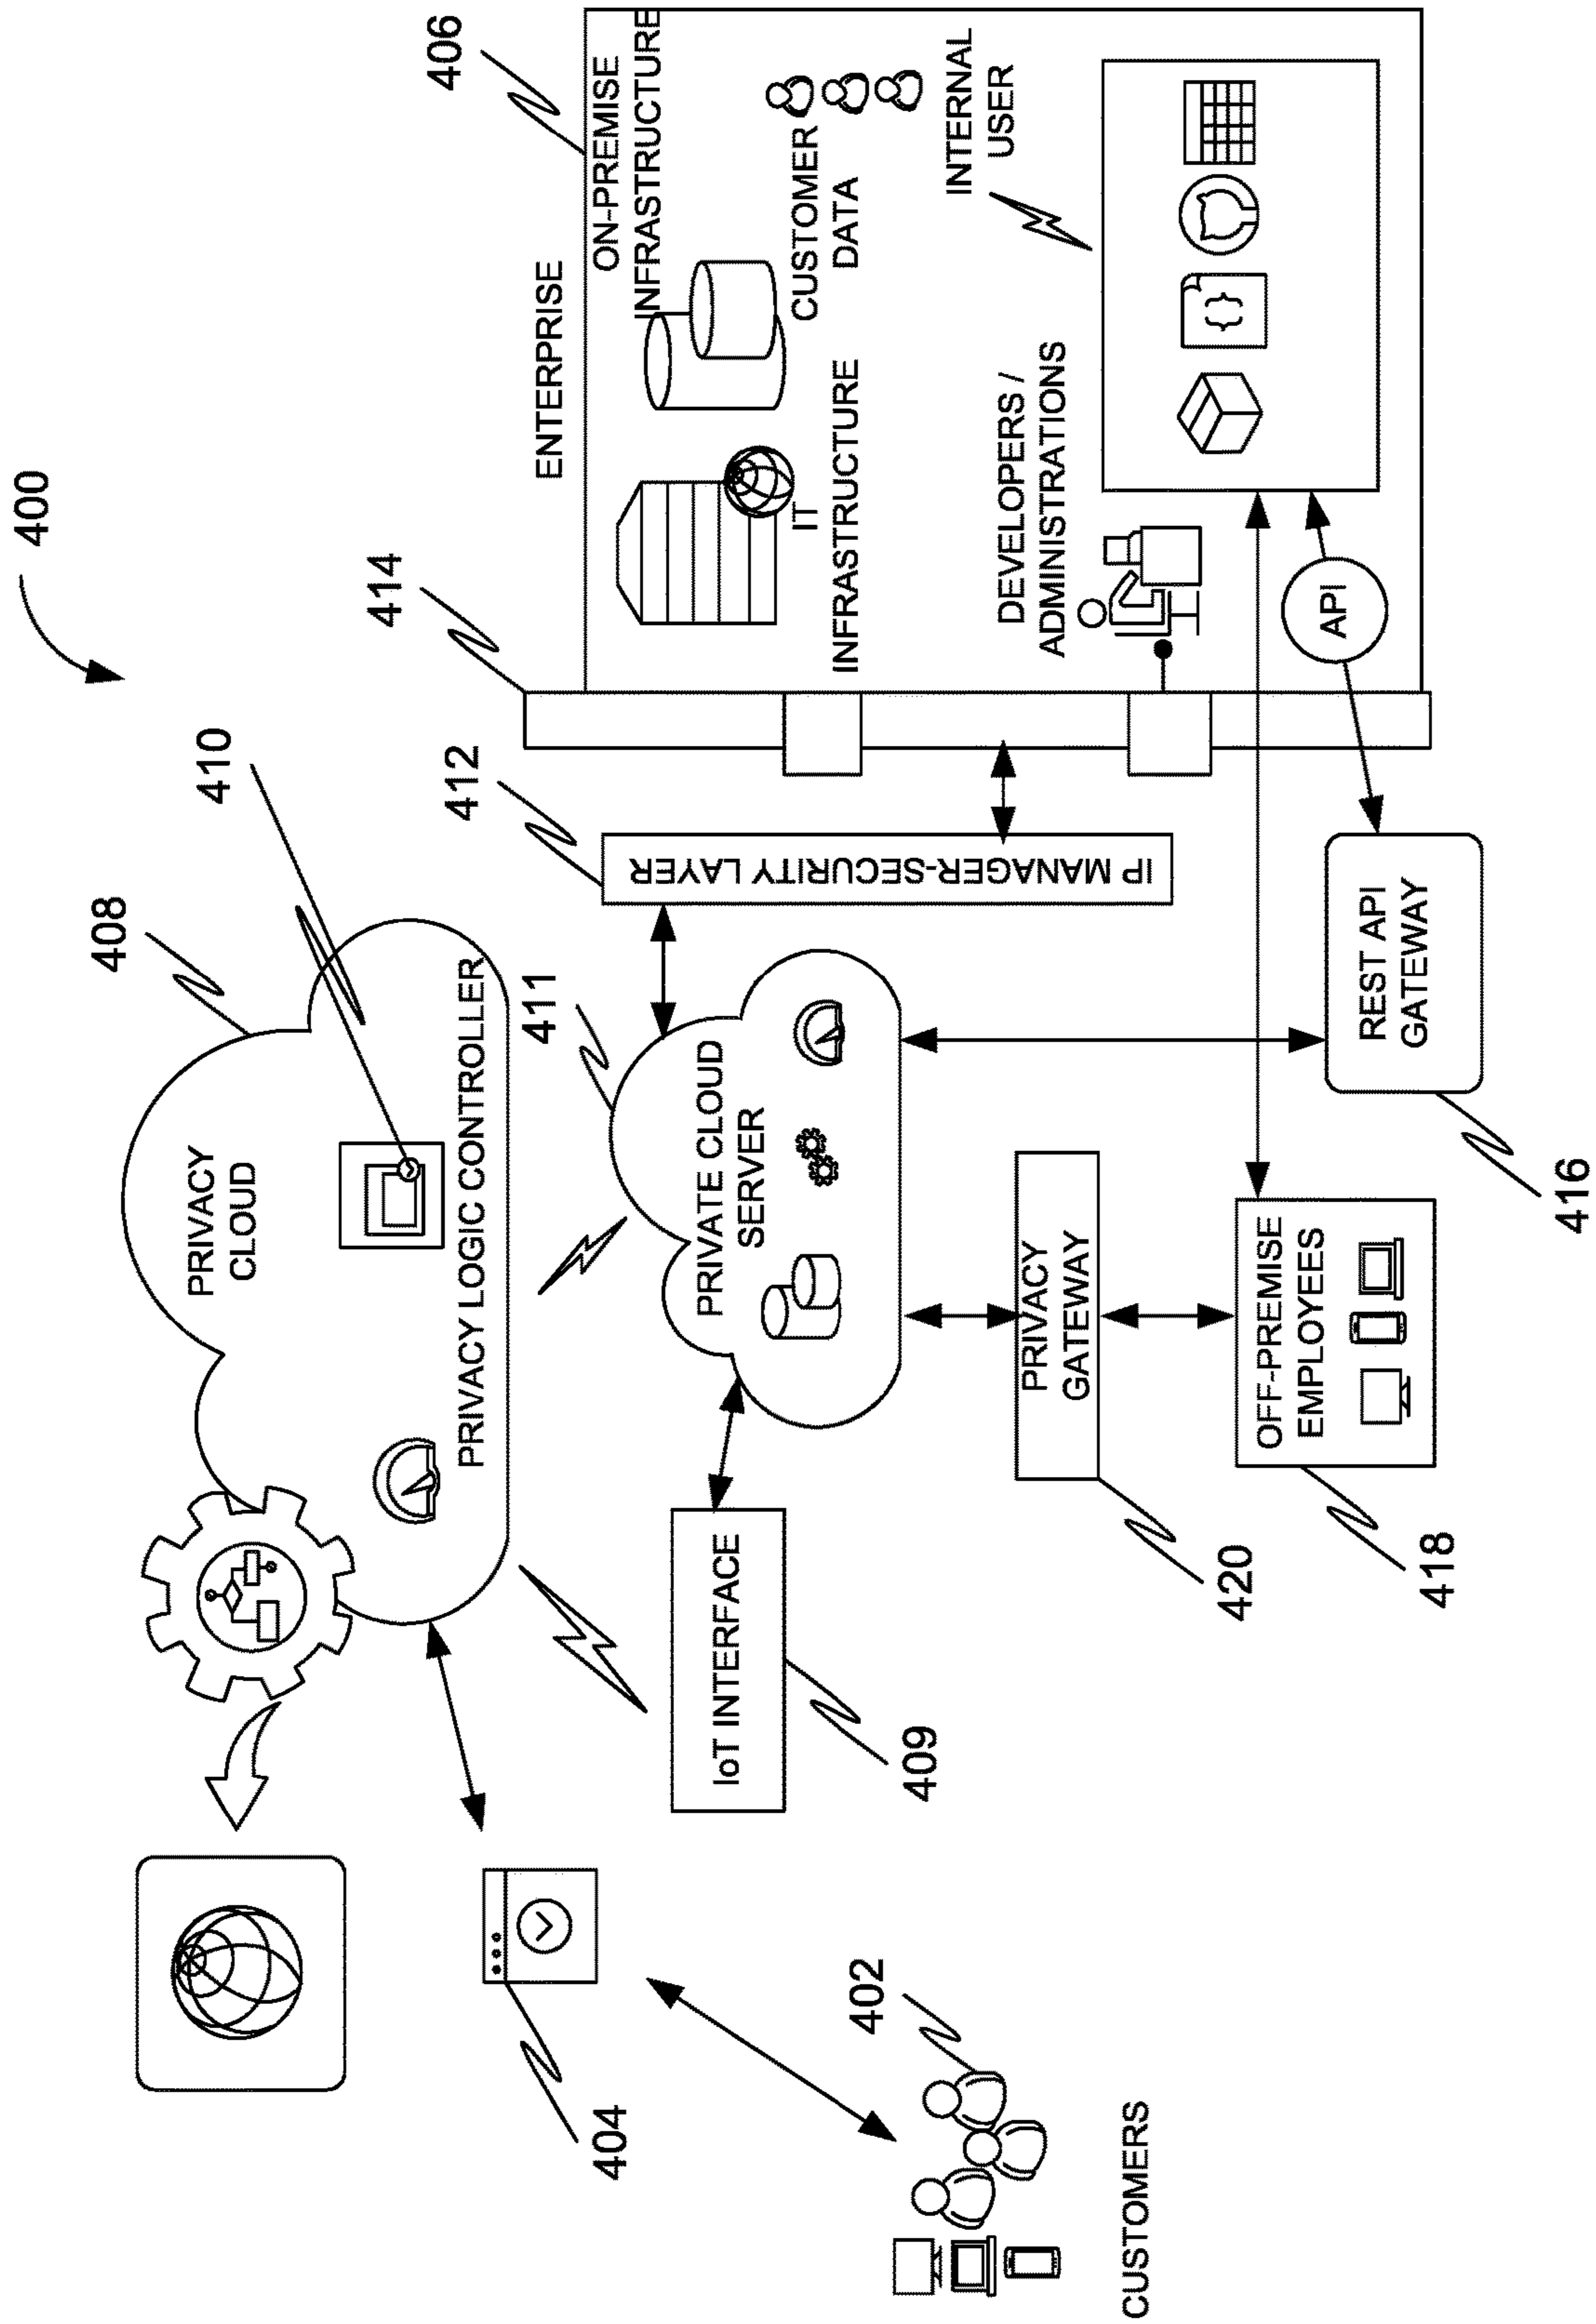 400
PRIVACY
CLOUD
408
410
PRIVACY LOGIC CONTROLLER
404
402
CUSTOMERS
IoT INTERFACE
409
411
PRIVATE CLOUD
SERVER
412
IP MANAGER-SECURITY LAYER
414
ENTERPRISE
406
ON-PREMISE
INFRASTRUCTURE
IT
INFRASTRUCTURE
CUSTOMER
DATA
DEVELOPERS /
ADMINISTRATIONS
INTERNAL
USER
{}
API
PRIVACY
GATEWAY
420
OFF-PREMISE
EMPLOYEES
418
REST API
GATEWAY
416